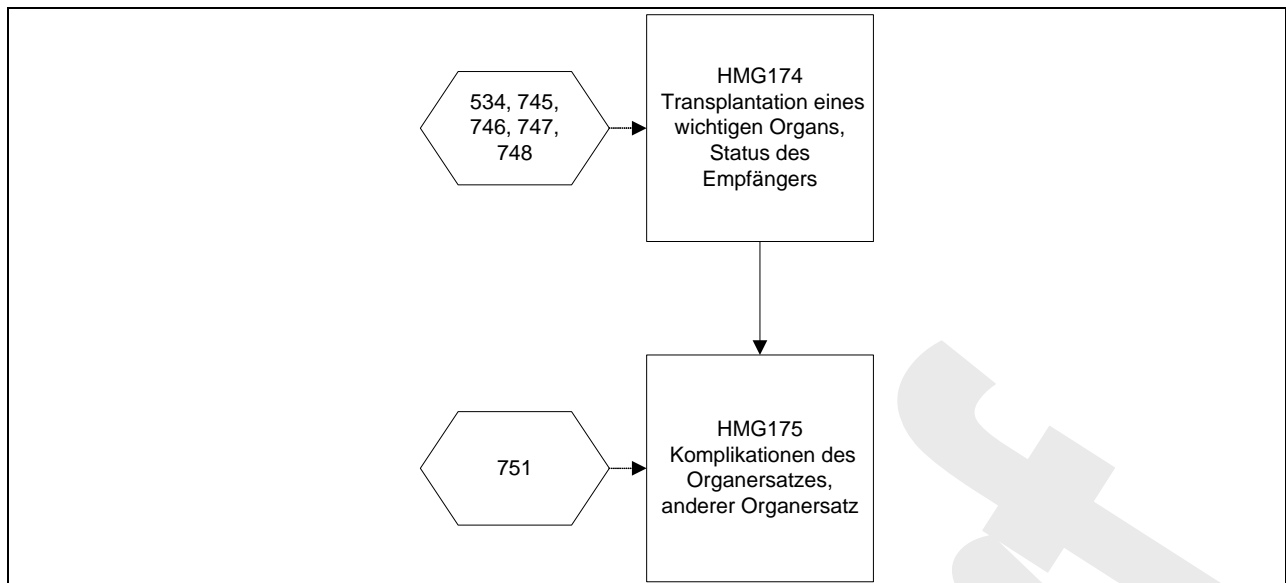 534, 745,
746, 747,
748
HMG174
Transplantation eines
wichtigen Organs,
Status des
Empfängers
751
HMG175
Komplikationen des
Organersatzes,
anderer Organersatz